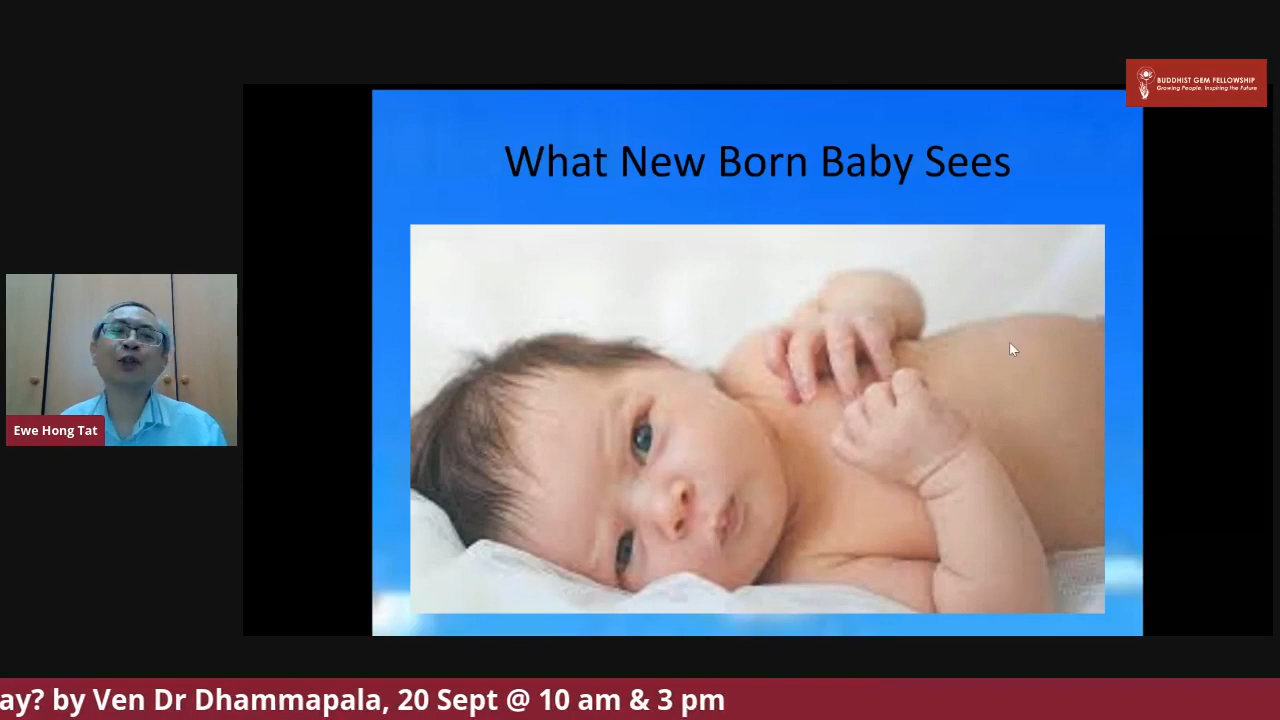 BUDDHIST GEM FELLOWSHIP
Growing People, Inspiring the Future
What New Born Baby Sees
Ewe Hong Tat
ay? by Ven Dr Dhammapala, 20 Sept @ 10 am & 3 pm